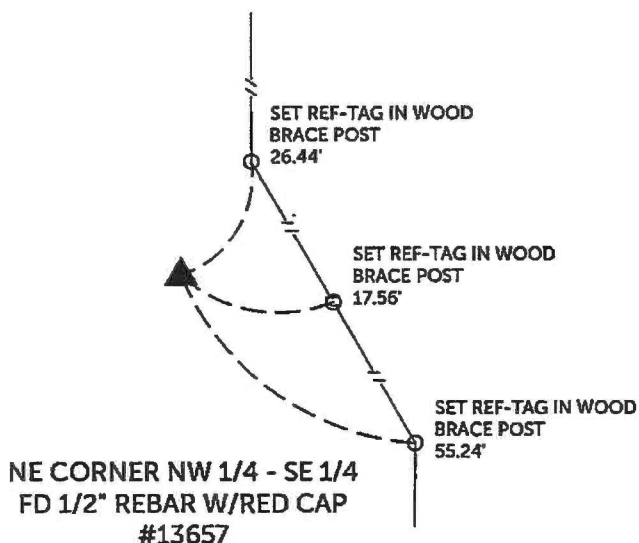 SET REF-TAG IN WOOD
BRACE POST
26.44'
SET REF-TAG IN WOOD
BRACE POST
17.56'
SET REF-TAG IN WOOD
BRACE POST
55.24'
NE CORNER NW 1/4 - SE 1/4
FD 1/2" REBAR W/RED CAP
#13657